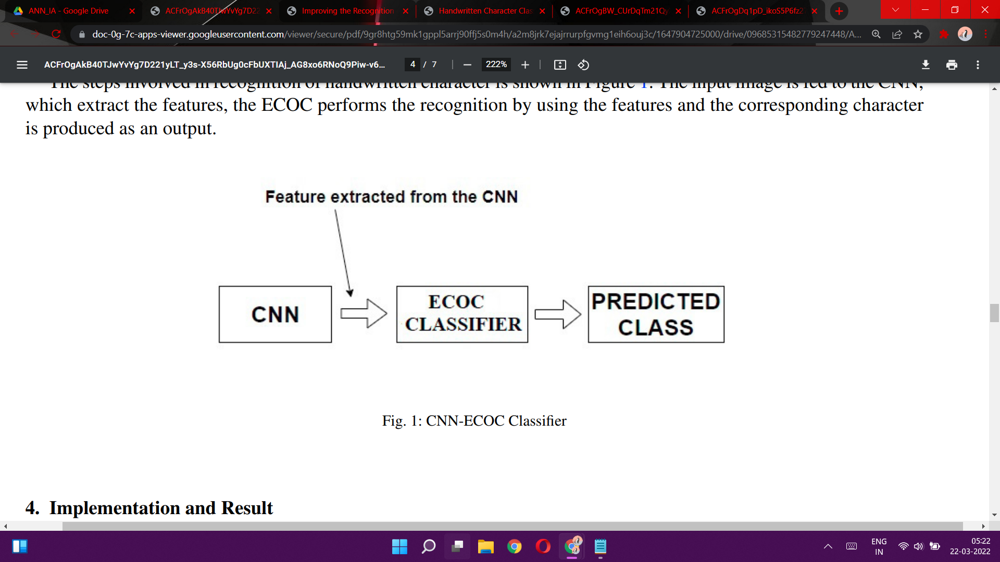 ANN_IA - Google Drive
ACFrOgAkB40TJwYvYg7D22
Improving the Recognition
Handwritten Character Clas
ACFrOgBW_CUrDqTm21Qy
ACFrOgDq1pD_ikoS5P6fz2
doc-0g-7c-apps-viewer.googleusercontent.com/viewer/secure/pdf/9gr8htg59mk1gppl5arrj90ffj5s0m4h/a2m8jrk7ejajrrurpfgvmg1eih6ouj3c/1647904725000/drive/09685315482779247448/A...
ACFrOgAkB40TJwYvYg7D221yLT_y3s-X56RbUg0cFbUXTIAj_AG8xo6RNoQ9Piw-v6...
4 / 7
222%
The steps involved in recognition of handwritten character is shown in Figure 1. The input image is fed to the CNN,
which extract the features, the ECOC performs the recognition by using the features and the corresponding character
is produced as an output.
Feature extracted from the CNN
CNN
ECOC
CLASSIFIER
PREDICTED
CLASS
Fig. 1: CNN-ECOC Classifier
4. Implementation and Result
ENG
IN
05:22
22-03-2022